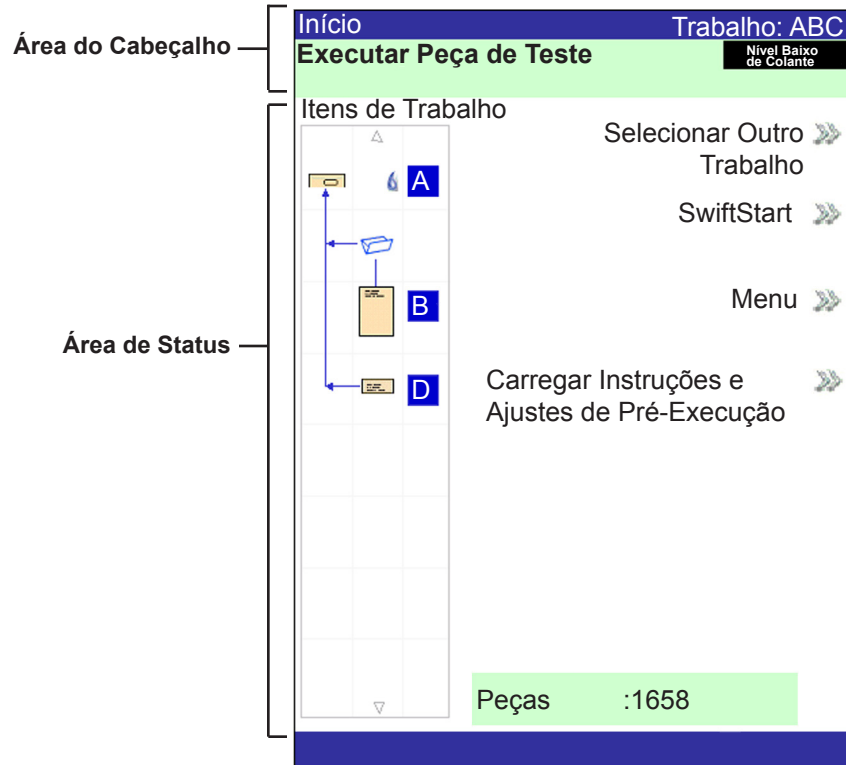 Área do Cabeçalho
Início
Trabalho: ABC
Executar Peça de Teste
Nível Baixo
de Colante
Área de Status
Itens de Trabalho
A
B
D
Selecionar Outro
Trabalho
SwiftStart
Menu
Carregar Instruções e
Ajustes de Pré-Execução
Peças :1658